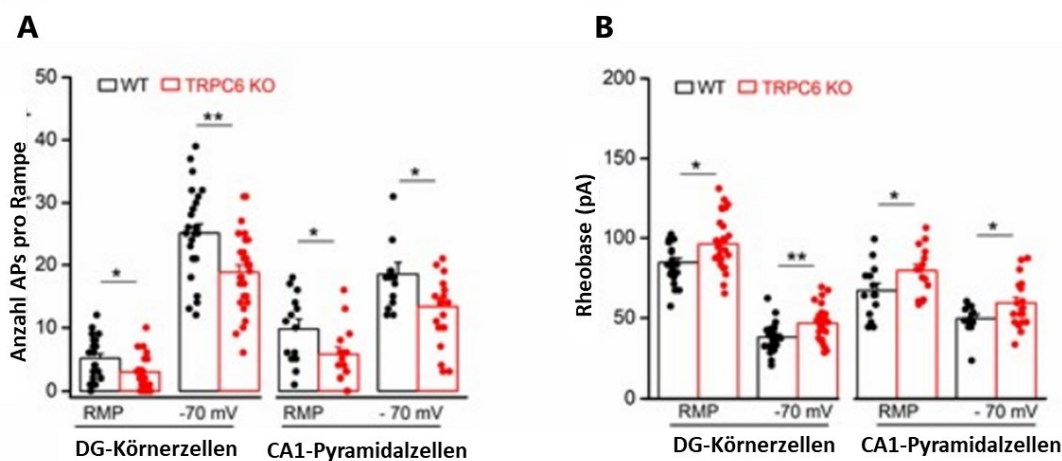 A
B
Anzahl APs pro Rampe
50
40
30
20
10
0
WT TRPC6 KO
*
**
*
*
RMP -70 mV RMP - 70 mV
DG-Körnerzellen CA1-Pyramidalzellen
Rheobase (pA)
200
150
100
50
0
WT TRPC6 KO
*
**
*
*
RMP -70 mV RMP - 70 mV
DG-Körnerzellen CA1-Pyramidalzellen